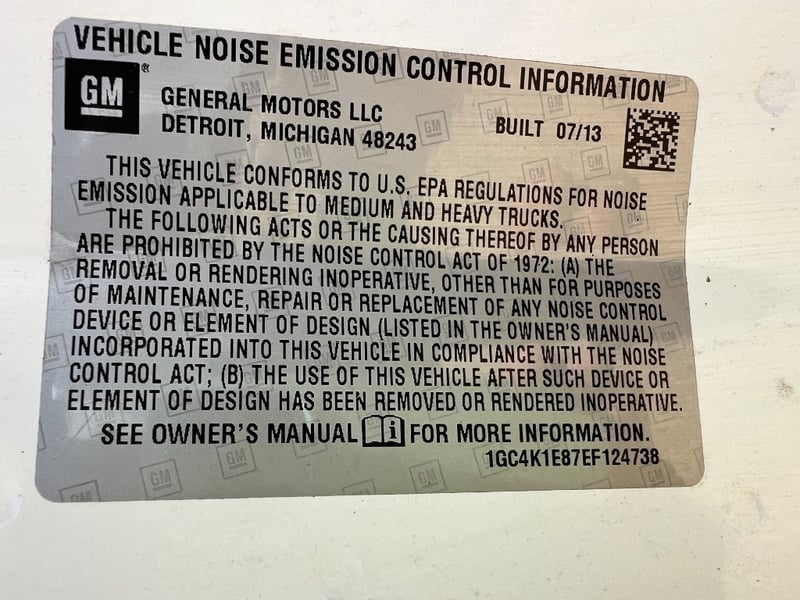 VEHICLE NOISE EMISSION CONTROL INFORMATION
GM ®
GENERAL MOTORS LLC
DETROIT, MICHIGAN 48243
BUILT 07/13
THIS VEHICLE CONFORMS TO U.S. EPA REGULATIONS FOR NOISE
EMISSION APPLICABLE TO MEDIUM AND HEAVY TRUCKS.
THE FOLLOWING ACTS OR THE CAUSING THEREOF BY ANY PERSON
ARE PROHIBITED BY THE NOISE CONTROL ACT OF 1972: (A) THE
REMOVAL OR RENDERING INOPERATIVE, OTHER THAN FOR PURPOSES
OF MAINTENANCE, REPAIR OR REPLACEMENT OF ANY NOISE CONTROL
DEVICE OR ELEMENT OF DESIGN (LISTED IN THE OWNER'S MANUAL)
INCORPORATED INTO THIS VEHICLE IN COMPLIANCE WITH THE NOISE
CONTROL ACT; (B) THE USE OF THIS VEHICLE AFTER SUCH DEVICE OR
ELEMENT OF DESIGN HAS BEEN REMOVED OR RENDERED INOPERATIVE.
SEE OWNER'S MANUAL i FOR MORE INFORMATION.
1GC4K1E87EF124738